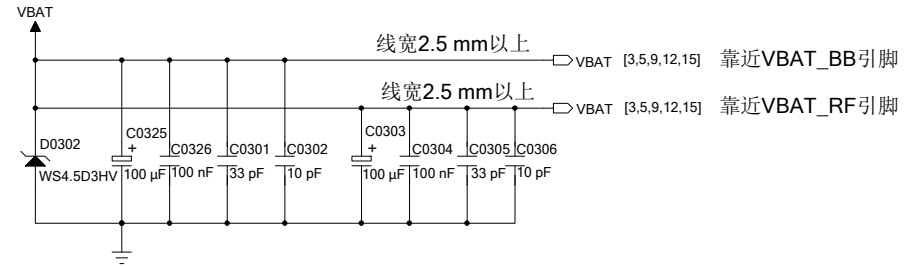 VBAT
线宽2.5 mm以上
VBAT [3,5,9,12,15] 靠近VBAT_BB引脚
线宽2.5 mm以上
VBAT [3,5,9,12,15] 靠近VBAT_RF引脚
D0302
WS4.5D3HV
C0325
+
100 µF
C0326
100 nF
C0301
33 pF
C0302
10 pF
C0303
+
100 µF
C0304
100 nF
C0305
33 pF
C0306
10 pF